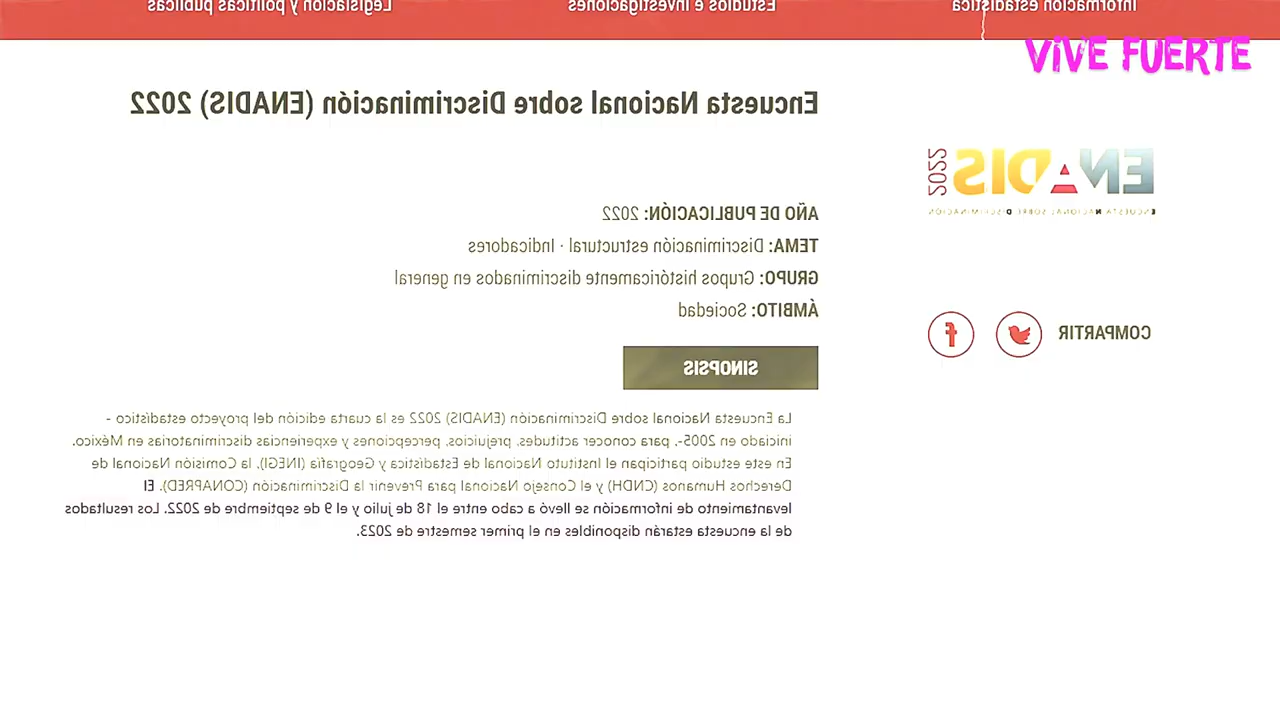 Información estadística
Estudios e investigaciones
Legislación y políticas públicas
VIVE FUERTE
Encuesta Nacional sobre Discriminación (ENADIS) 2022
ENADIS 2022
ENCUESTA NACIONAL SOBRE DISCRIMINACIÓN
AÑO DE PUBLICACIÓN: 2022
TEMA: Discriminación estructural · Indicadores
GRUPO: Grupos históricamente discriminados en general
ÁMBITO: Sociedad
COMPARTIR
SINOPSIS
La Encuesta Nacional sobre Discriminación (ENADIS) 2022 es la cuarta edición del proyecto estadístico -
iniciado en 2005-, para conocer actitudes, prejuicios, percepciones y experiencias discriminatorias en México.
En este estudio participan el Instituto Nacional de Estadística y Geografía (INEGI), la Comisión Nacional de
Derechos Humanos (CNDH) y el Consejo Nacional para Prevenir la Discriminación (CONAPRED). El
levantamiento de información se llevó a cabo entre el 18 de julio y el 9 de septiembre de 2022. Los resultados
de la encuesta estarán disponibles en el primer semestre de 2023.